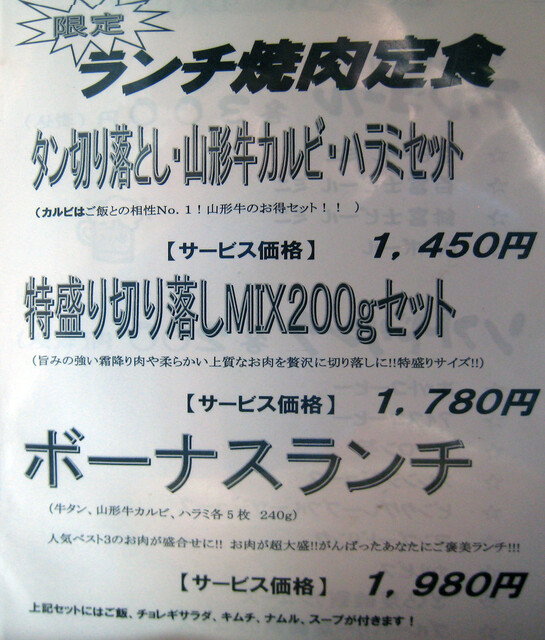 限定
ランチ焼肉定食
タン切り落とし・山形牛カルビ・ハラミセット
（カルビはご飯との相性No．1！山形牛のお得セット！！ ）
【サービス価格】 1，450円
特盛り切り落しMIX200gセット
（旨みの強い霜降り肉や柔らかい上質なお肉を贅沢に切り落しに!!特盛りサイズ!!）
【サービス価格】 1，780円
ボーナスランチ
（牛タン、山形牛カルビ、ハラミ各5枚 240g）
人気ベスト3のお肉が盛合せに!! お肉が超大盛!!がんばったあなたにご褒美ランチ!!!
【サービス価格】 1，980円
上記セットにはご飯、チョレギサラダ、キムチ、ナムル、スープが付きます！